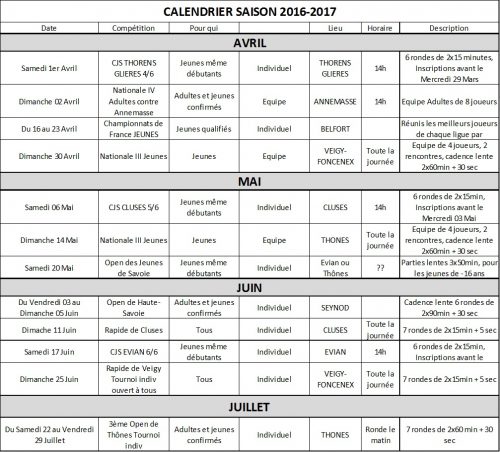 CALENDRIER SAISON 2016-2017
Date Compétition Pour qui Lieu Horaire Description
AVRIL
Samedi 1er Avril CJS THORENS GLIERES 4/6 Jeunes même débutants Individuel THORENS GLIERES 14h 6 rondes de 2x15 minutes, Inscriptions avant le Mercredi 29 Mars
Dimanche 02 Avril Nationale IV Adultes contre Annemasse Adultes et jeunes confirmés Equipe ANNEMASSE 14h Equipe Adultes de 8 joueurs
Du 16 au 23 Avril Championnats de France JEUNES Jeunes qualifiés Individuel BELFORT Réunis les meilleurs joueurs de chaque ligue par
Dimanche 30 Avril Nationale III Jeunes Jeunes Equipe VEIGY-FONCENEX Toute la journée Equipe de 4 joueurs, 2 rencontres, cadence lente 2x60min + 30 sec
MAI
Samedi 06 Mai CJS CLUSES 5/6 Jeunes même débutants Individuel CLUSES 14h 6 rondes de 2x15min, Inscriptions avant le Mercredi 03 Mai
Dimanche 14 Mai Nationale III Jeunes Jeunes Equipe THONES Toute la journée Equipe de 4 joueurs, 2 rencontres, cadence lente 2x60min + 30 sec
Samedi 20 Mai Open des Jeunes de Savoie Jeunes même débutants Individuel Evian ou Thônes ?? Parties lentes 3x50min, pour les jeunes de -16 ans
JUIN
Du Vendredi 03 au Dimanche 05 Juin Open de Haute-Savoie Adultes et jeunes confirmés Individuel SEYNOD Cadence lente 6 rondes de 2x90min + 30 sec
Dimache 11 Juin Rapide de Cluses Tous Individuel CLUSES Toute la journée 7 rondes de 2x15min + 5 sec
Samedi 17 Juin CJS EVIAN 6/6 Jeunes même débutants Individuel EVIAN 14h 6 rondes de 2x15min, Inscriptions avant le
Dimanche 25 Juin Rapide de Veigy Tournoi indiv ouvert à tous Tous Individuel VEIGY-FONCENEX Toute la journée 7 rondes de 2x15min + 5 sec
JUILLET
Du Samedi 22 au Vendredi 29 Juillet 3ème Open de Thônes Tournoi indiv Adultes et jeunes confirmés Individuel THONES Ronde le matin 7 rondes de 2x60 min + 30 sec